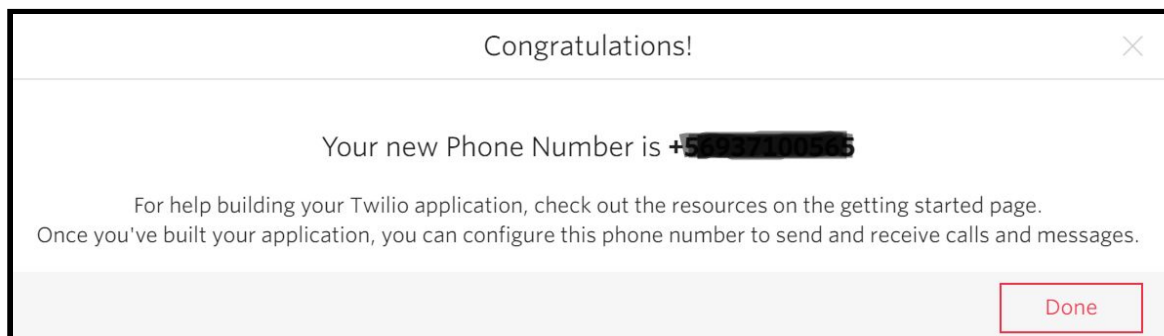 Congratulations!
Your new Phone Number is +
For help building your Twilio application, check out the resources on the getting started page.
Once you've built your application, you can configure this phone number to send and receive calls and messages.
Done